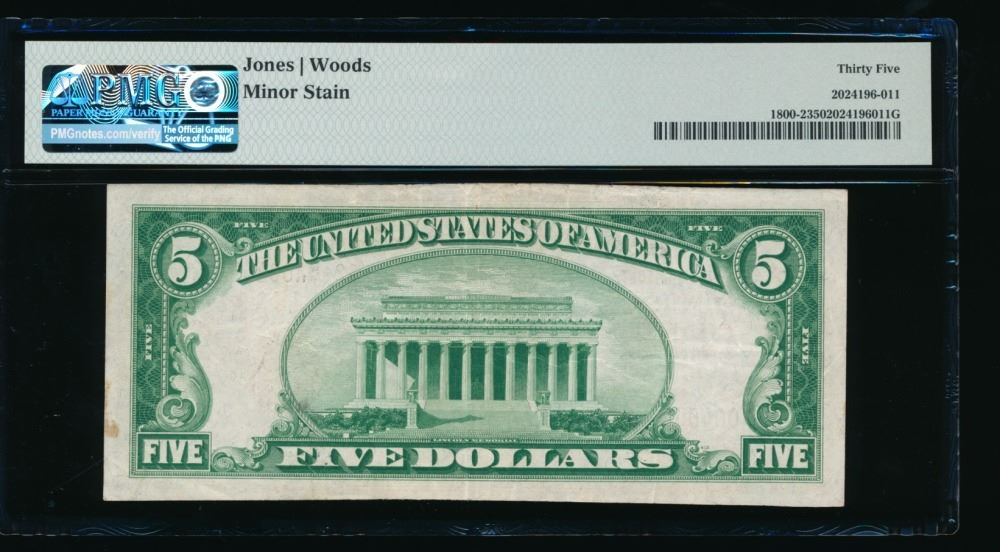 Jones | Woods
Minor Stain
PMG
PAPER MONEY GUARANTY
PMGnotes.com/verify
The Official Grading
Service of the PNG
Thirty Five
2024196-011
1800-23502024196011G
FIVE FIVE
5 THE UNITED STATES OF AMERICA 5
FIVE FIVE
LINCOLN MEMORIAL
FIVE FIVE DOLLARS FIVE